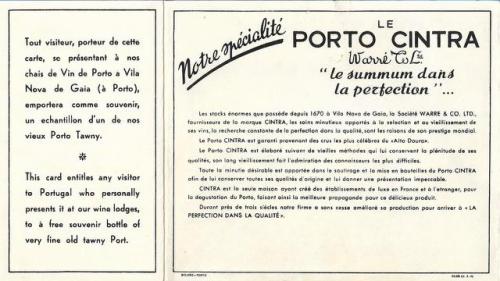 Tout visiteur, porteur de cette
carte, se présentant à nos
chais de Vin de Porto a Vila
Nova de Gaia (à Porto),
emportera comme souvenir,
un echantillon d'un de nos
vieux Porto Tawny.
*
This card entitles any visitor
to Portugal who personally
presents it at our wine lodges,
to a free souvenir bottle of
very fine old tawny Port.
Notre spécialité
LE
PORTO CINTRA
Warre & Co Ltd
"le summum dans
la perfection"...
Les stocks énormes que possède depuis 1670 à Vila Nova de Gaia, la Société WARRE & CO. LTD.,
fournisseurs de la marque CINTRA, les soins minutieux apportés à la selection et au vieillissement de
ses vins, la recherche constante de la perfection dans la qualité, sont les raisons de son prestige mondial.
Le Porto CINTRA est garanti provenant des crus les plus célèbres du «Alto Douro».
Le Porto CINTRA est élaboré suivant de vieilles méthodes qui lui conservent la plénitude de ses
qualités, son long vieillissement fait l'admiration des connaisseurs les plus difficiles.
Toute la minutie désirable est apportée dans le soutirage et la mise en bouteilles du Porto CINTRA
afin de lui conserver toutes ses qualités d'origine et lui donner une présentation impeccable.
CINTRA est la seule maison ayant créé des établissements de luxe en France et à l'etranger, pour
la degustation du Porto, faisant ainsi la meilleure propagande pour ce délicieux produit.
Durant près de trois siècles notre firme a sans cesse amélioré sa production pour arriver à «LA
PERFECTION DANS LA QUALITÉ».